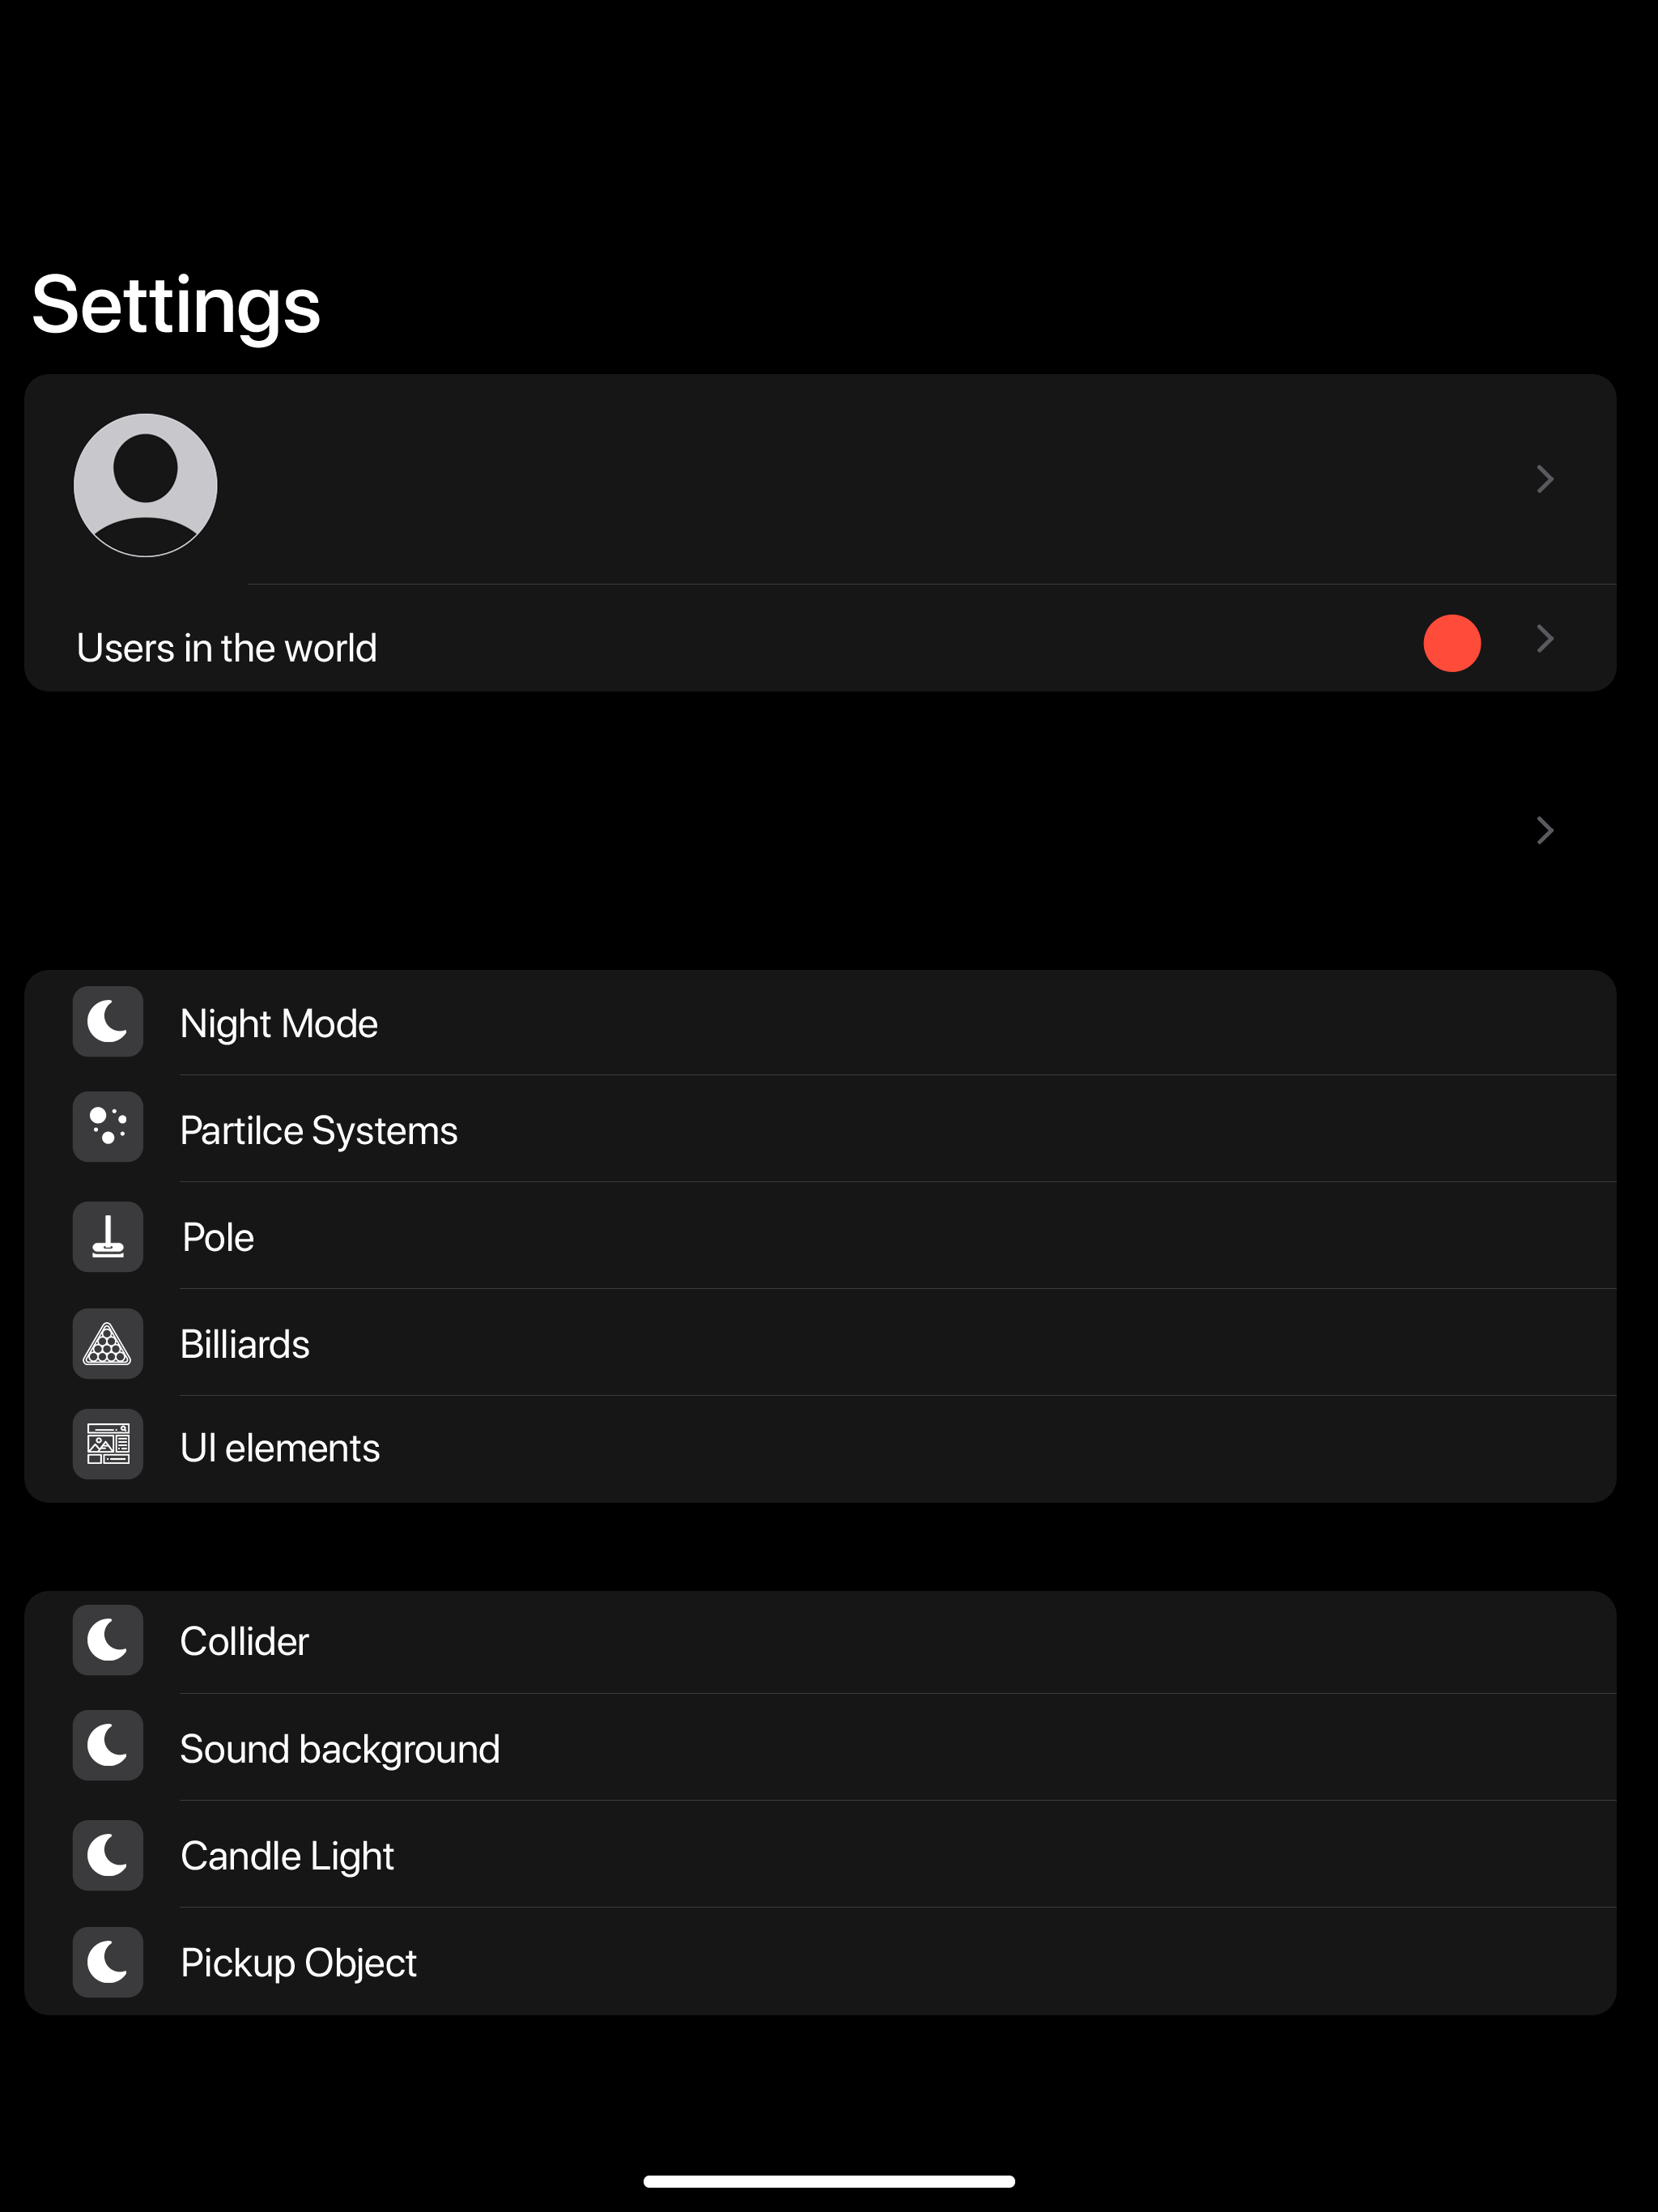 Settings
Users in the world
Night Mode
Partilce Systems
Pole
Billiards
UI elements
Collider
Sound background
Candle Light
Pickup Object